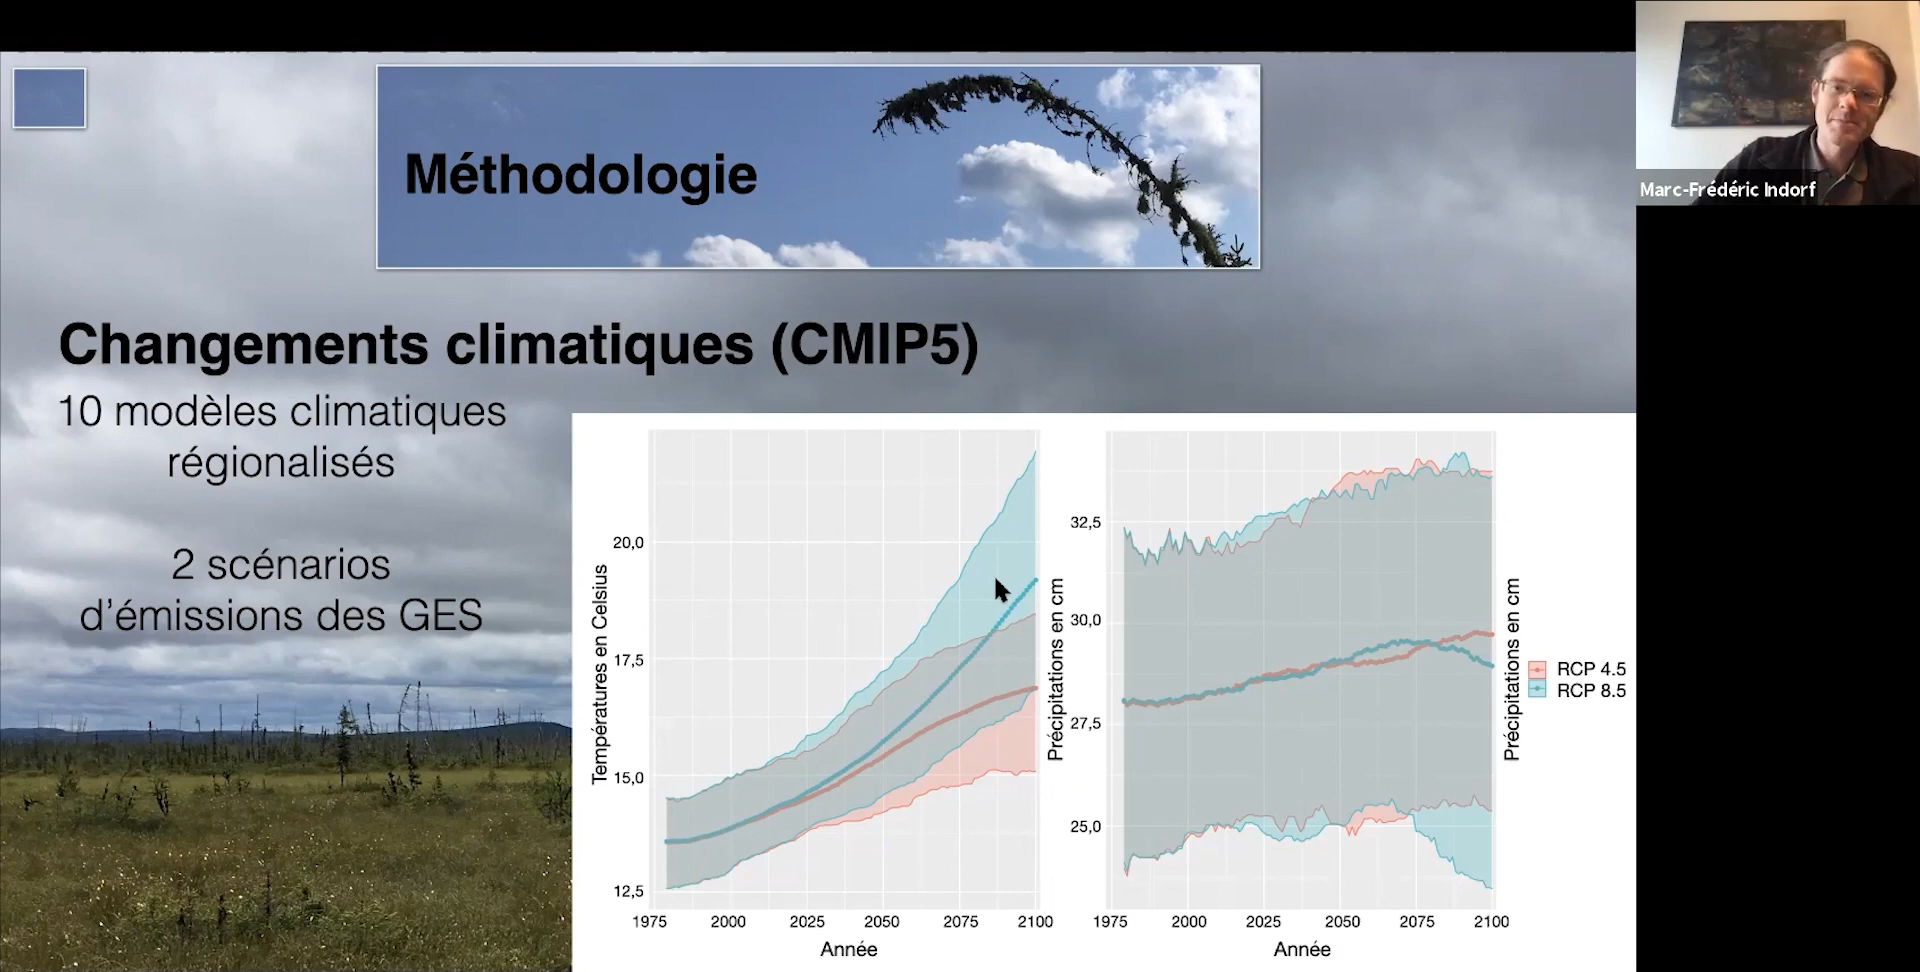 Méthodologie
Marc-Frédéric Indorf
Changements climatiques (CMIP5)
10 modèles climatiques
régionalisés
2 scénarios
d'émissions des GES
Températures en Celsius
20,0
17,5
15,0
12,5
1975 2000 2025 2050 2075 2100
Année
Précipitations en cm
32,5
30,0
27,5
25,0
1975 2000 2025 2050 2075 2100
Année
Précipitations en cm
RCP 4.5
RCP 8.5